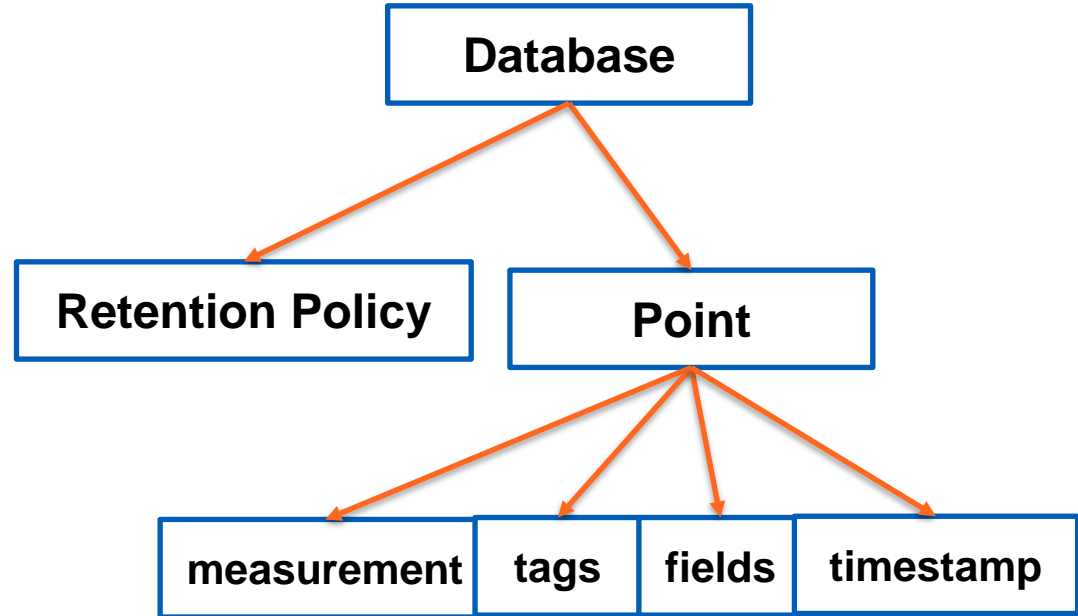 Database
Retention Policy
Point
measurement
tags
fields
timestamp